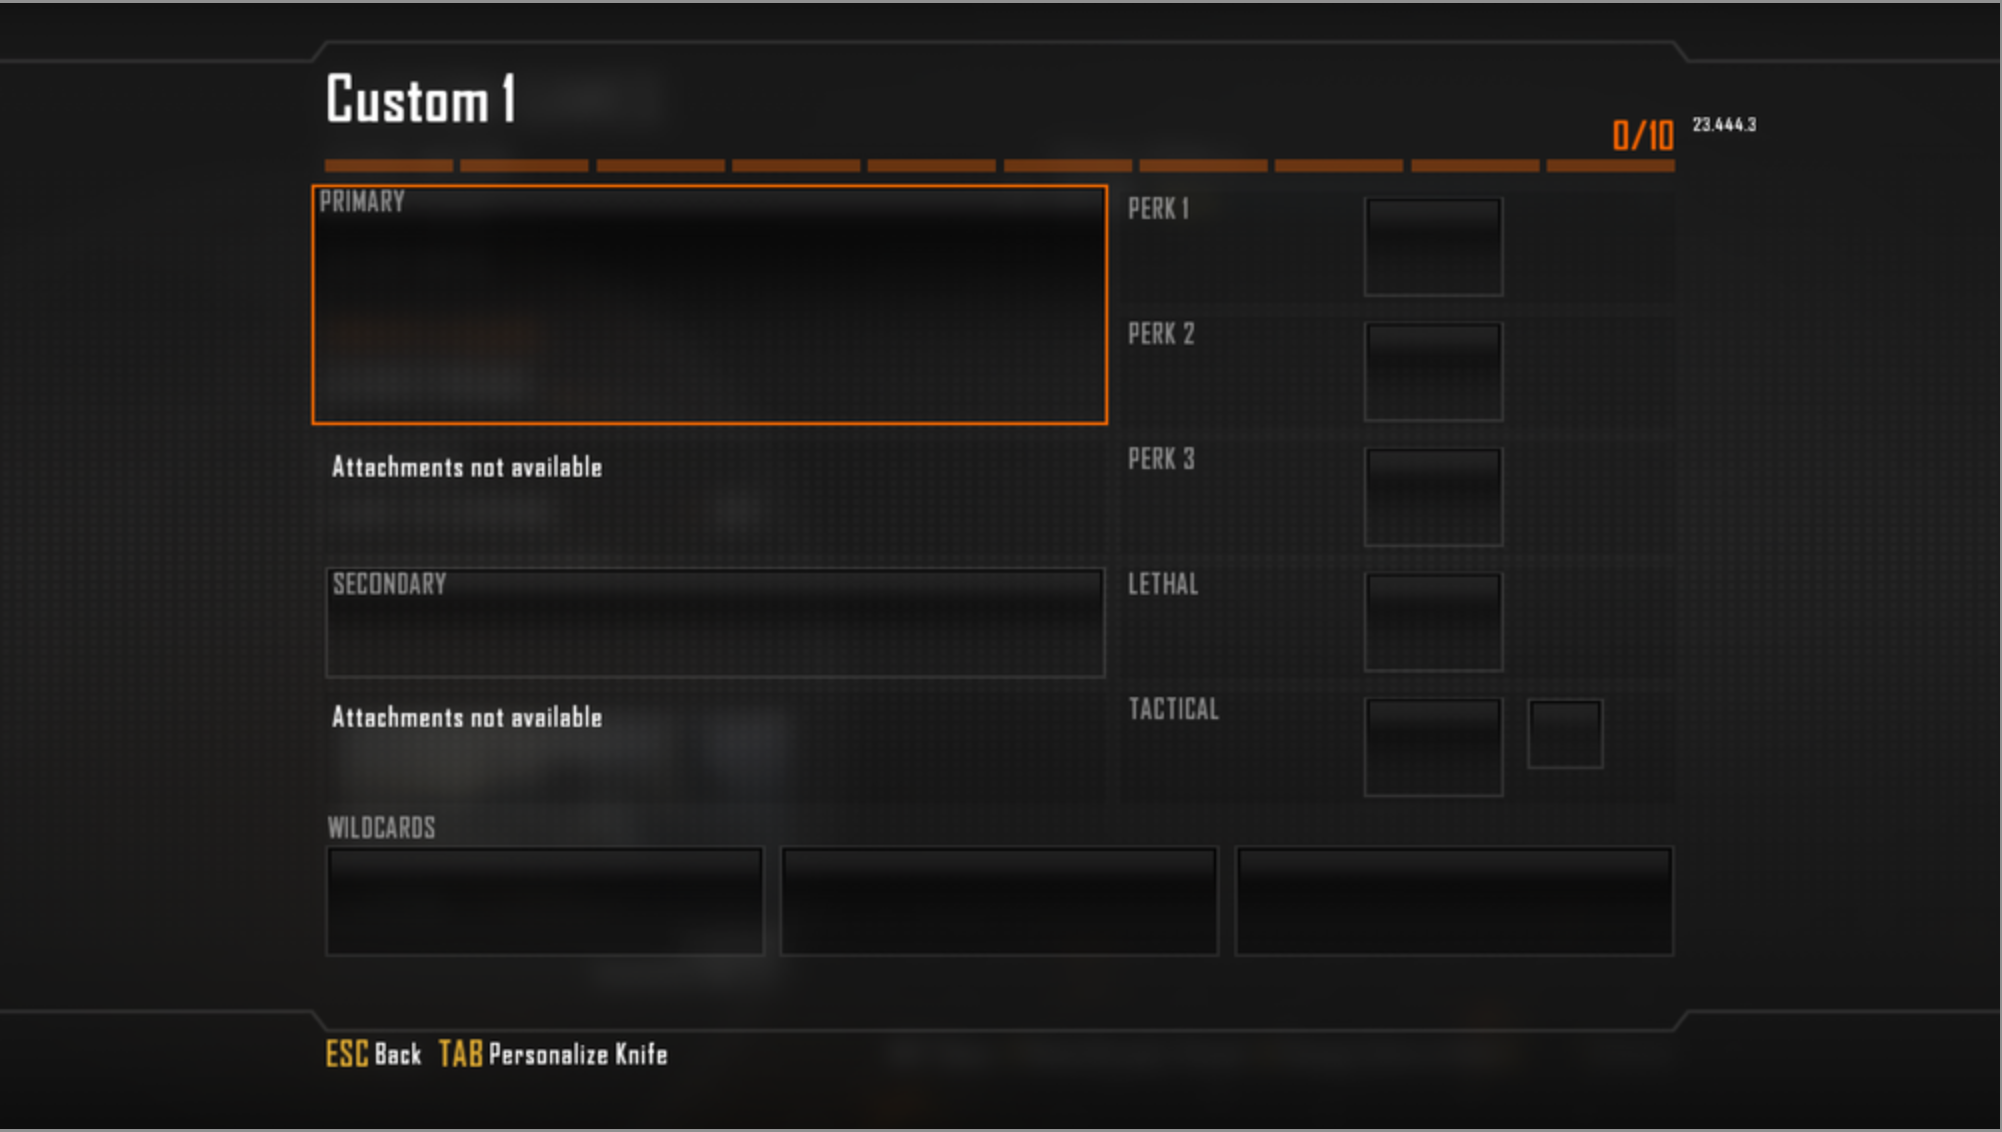 Custom 1
0/10
23.444.3
PRIMARY
PERK 1
PERK 2
Attachments not available
PERK 3
SECONDARY
LETHAL
Attachments not available
TACTICAL
WILDCARDS
ESC Back TAB Personalize Knife